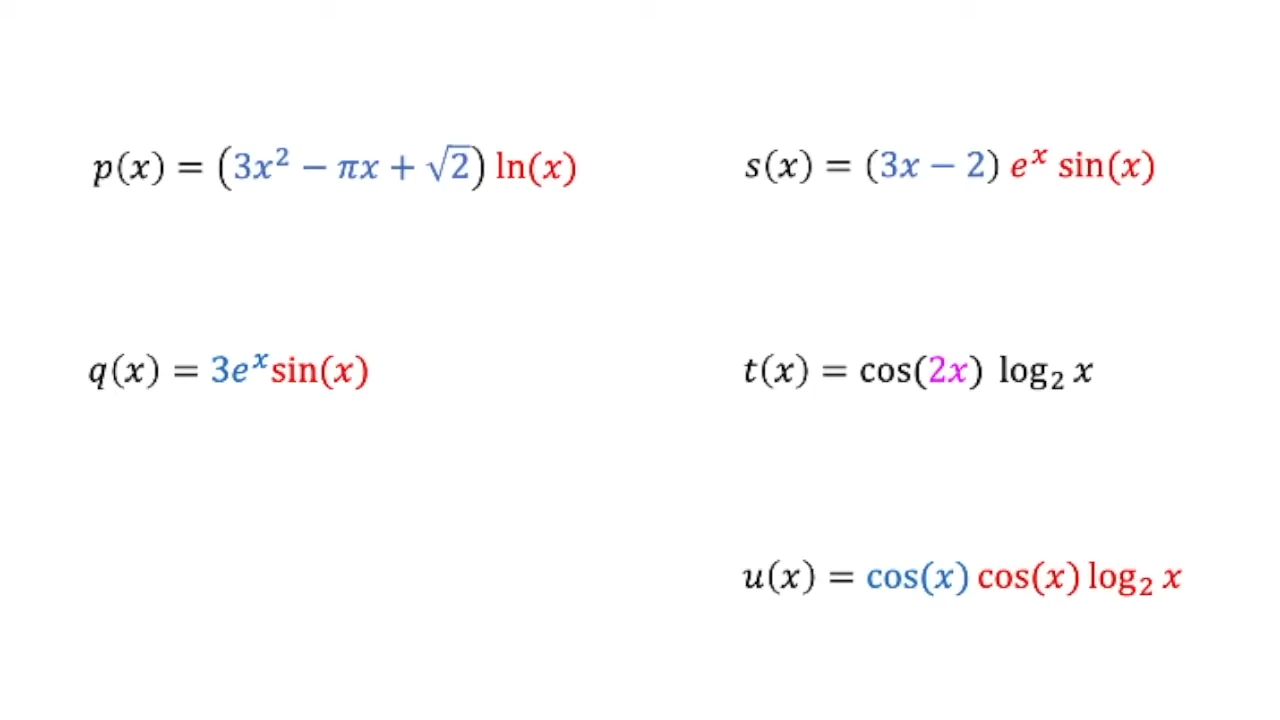 p(x) = (3x² − πx + √2) ln(x)
q(x) = 3eˣsin(x)
s(x) = (3x − 2) eˣ sin(x)
t(x) = cos(2x) log₂ x
u(x) = cos(x) cos(x) log₂ x